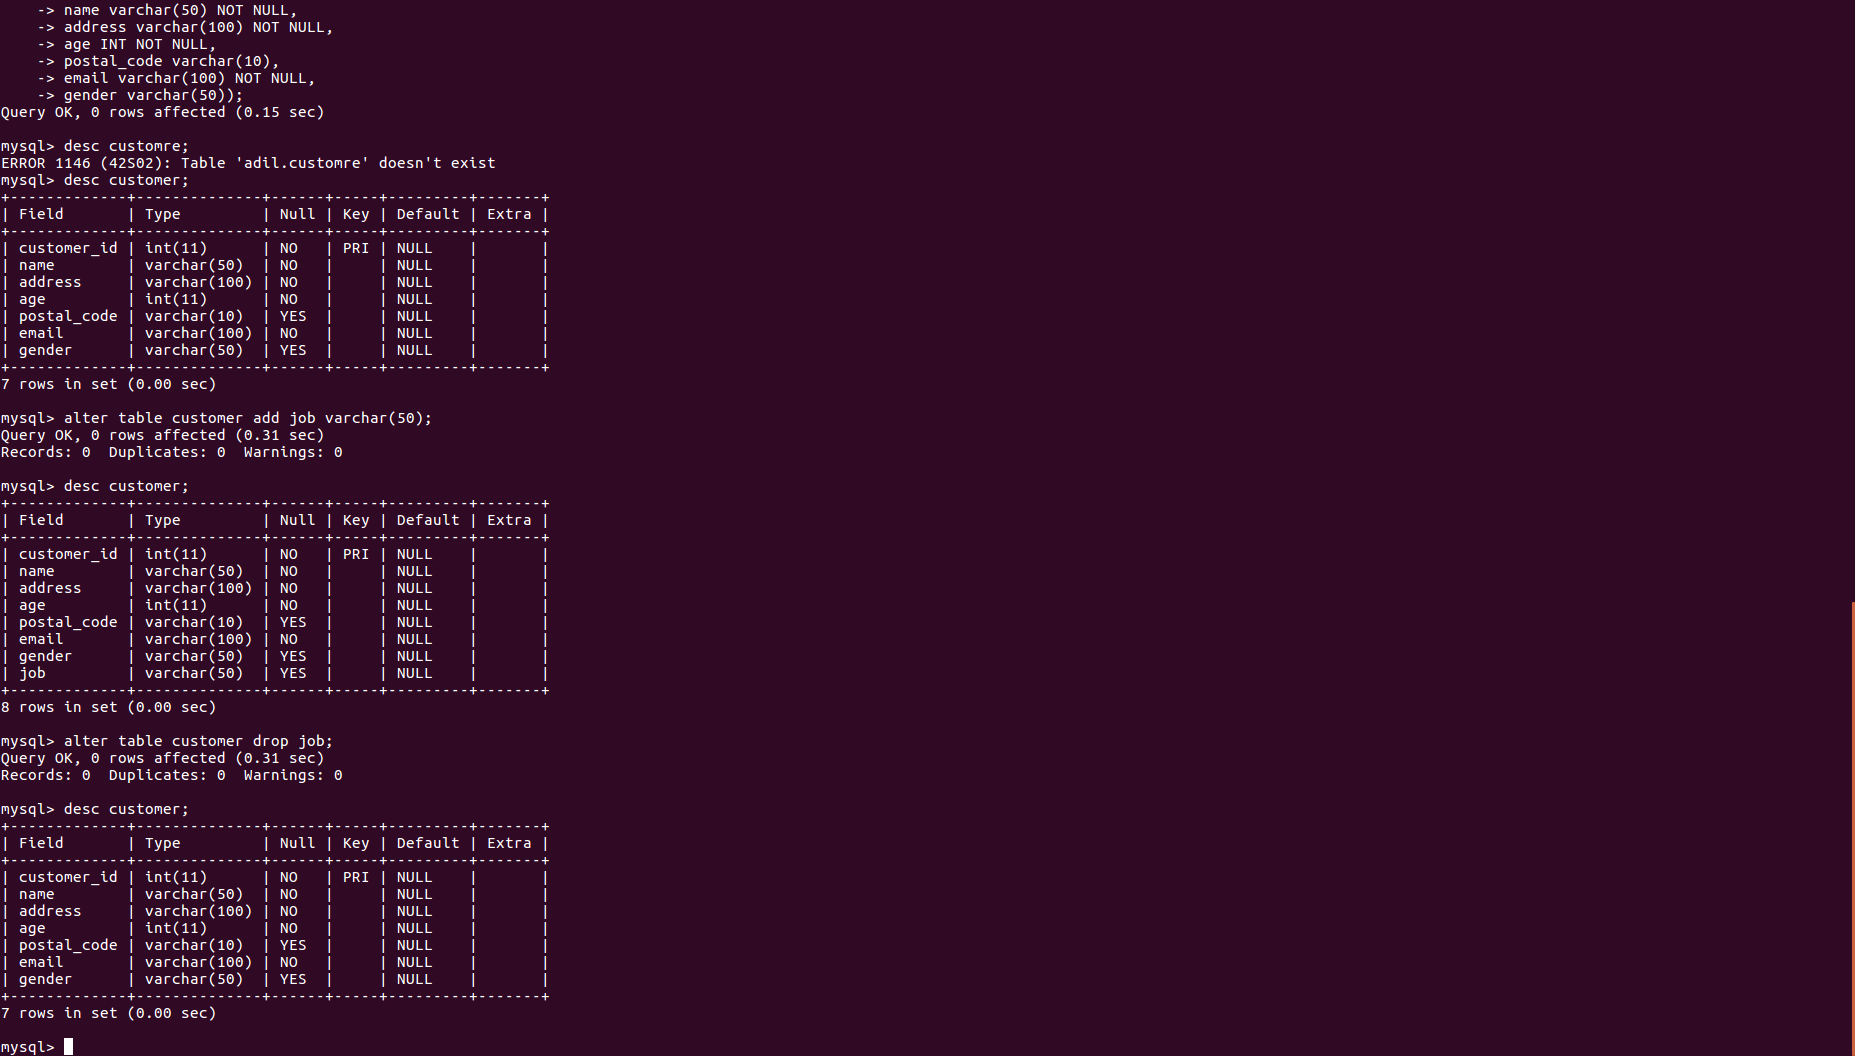 -> name varchar(50) NOT NULL,
    -> address varchar(100) NOT NULL,
    -> age INT NOT NULL,
    -> postal_code varchar(10),
    -> email varchar(100) NOT NULL,
    -> gender varchar(50));
Query OK, 0 rows affected (0.15 sec)

mysql> desc customre;
ERROR 1146 (42S02): Table 'adil.customre' doesn't exist
mysql> desc customer;
+-------------+--------------+------+-----+---------+-------+
| Field       | Type         | Null | Key | Default | Extra |
+-------------+--------------+------+-----+---------+-------+
| customer_id | int(11)      | NO   | PRI | NULL    |       |
| name        | varchar(50)  | NO   |     | NULL    |       |
| address     | varchar(100) | NO   |     | NULL    |       |
| age         | int(11)      | NO   |     | NULL    |       |
| postal_code | varchar(10)  | YES  |     | NULL    |       |
| email       | varchar(100) | NO   |     | NULL    |       |
| gender      | varchar(50)  | YES  |     | NULL    |       |
+-------------+--------------+------+-----+---------+-------+
7 rows in set (0.00 sec)

mysql> alter table customer add job varchar(50);
Query OK, 0 rows affected (0.31 sec)
Records: 0  Duplicates: 0  Warnings: 0

mysql> desc customer;
+-------------+--------------+------+-----+---------+-------+
| Field       | Type         | Null | Key | Default | Extra |
+-------------+--------------+------+-----+---------+-------+
| customer_id | int(11)      | NO   | PRI | NULL    |       |
| name        | varchar(50)  | NO   |     | NULL    |       |
| address     | varchar(100) | NO   |     | NULL    |       |
| age         | int(11)      | NO   |     | NULL    |       |
| postal_code | varchar(10)  | YES  |     | NULL    |       |
| email       | varchar(100) | NO   |     | NULL    |       |
| gender      | varchar(50)  | YES  |     | NULL    |       |
| job         | varchar(50)  | YES  |     | NULL    |       |
+-------------+--------------+------+-----+---------+-------+
8 rows in set (0.00 sec)

mysql> alter table customer drop job;
Query OK, 0 rows affected (0.31 sec)
Records: 0  Duplicates: 0  Warnings: 0

mysql> desc customer;
+-------------+--------------+------+-----+---------+-------+
| Field       | Type         | Null | Key | Default | Extra |
+-------------+--------------+------+-----+---------+-------+
| customer_id | int(11)      | NO   | PRI | NULL    |       |
| name        | varchar(50)  | NO   |     | NULL    |       |
| address     | varchar(100) | NO   |     | NULL    |       |
| age         | int(11)      | NO   |     | NULL    |       |
| postal_code | varchar(10)  | YES  |     | NULL    |       |
| email       | varchar(100) | NO   |     | NULL    |       |
| gender      | varchar(50)  | YES  |     | NULL    |       |
+-------------+--------------+------+-----+---------+-------+
7 rows in set (0.00 sec)

mysql>